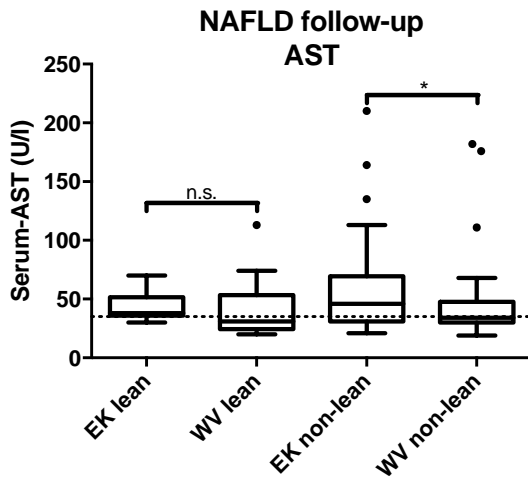 NAFLD follow-up
AST
Serum-AST (U/l)
250
200
150
100
50
0
n.s.
*
EK lean
WV lean
EK non-lean
WV non-lean